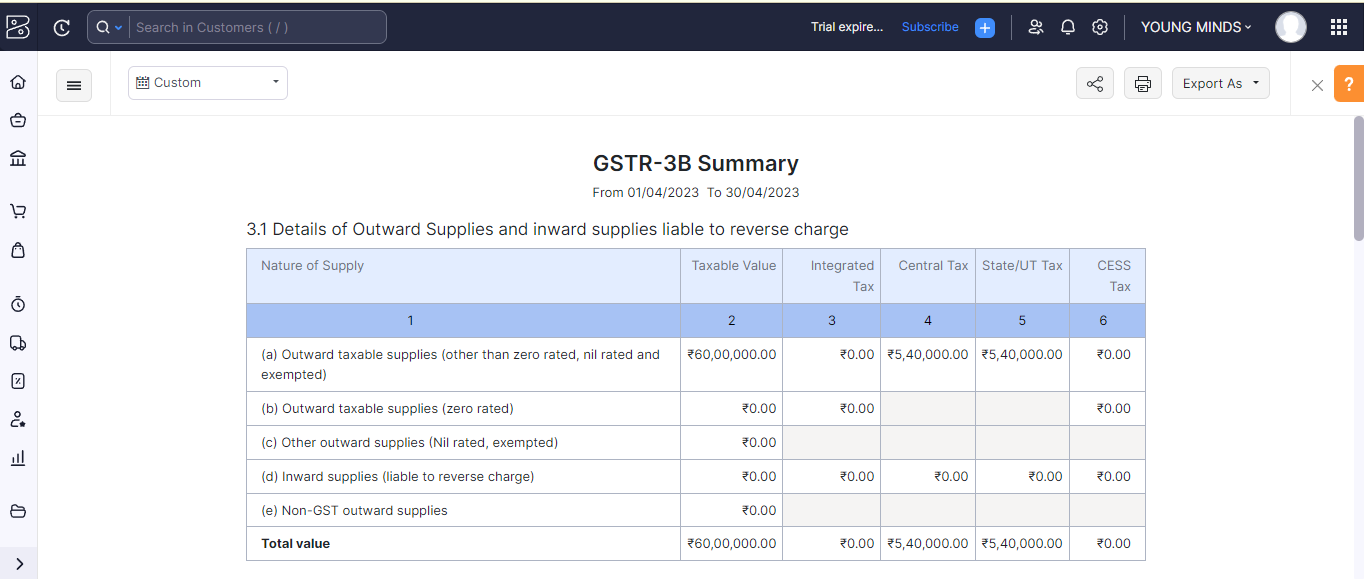 Search in Customers ( / )
Trial expire...
Subscribe
YOUNG MINDS
Custom
Export As
?
GSTR-3B Summary
From 01/04/2023 To 30/04/2023
3.1 Details of Outward Supplies and inward supplies liable to reverse charge
Nature of Supply Taxable Value Integrated Tax Central Tax State/UT Tax CESS Tax
1 2 3 4 5 6
(a) Outward taxable supplies (other than zero rated, nil rated and
exempted) ₹60,00,000.00 ₹0.00 ₹5,40,000.00 ₹5,40,000.00 ₹0.00
(b) Outward taxable supplies (zero rated) ₹0.00 ₹0.00 ₹0.00
(c) Other outward supplies (Nil rated, exempted) ₹0.00
(d) Inward supplies (liable to reverse charge) ₹0.00 ₹0.00 ₹0.00 ₹0.00 ₹0.00
(e) Non-GST outward supplies ₹0.00
Total value ₹60,00,000.00 ₹0.00 ₹5,40,000.00 ₹5,40,000.00 ₹0.00